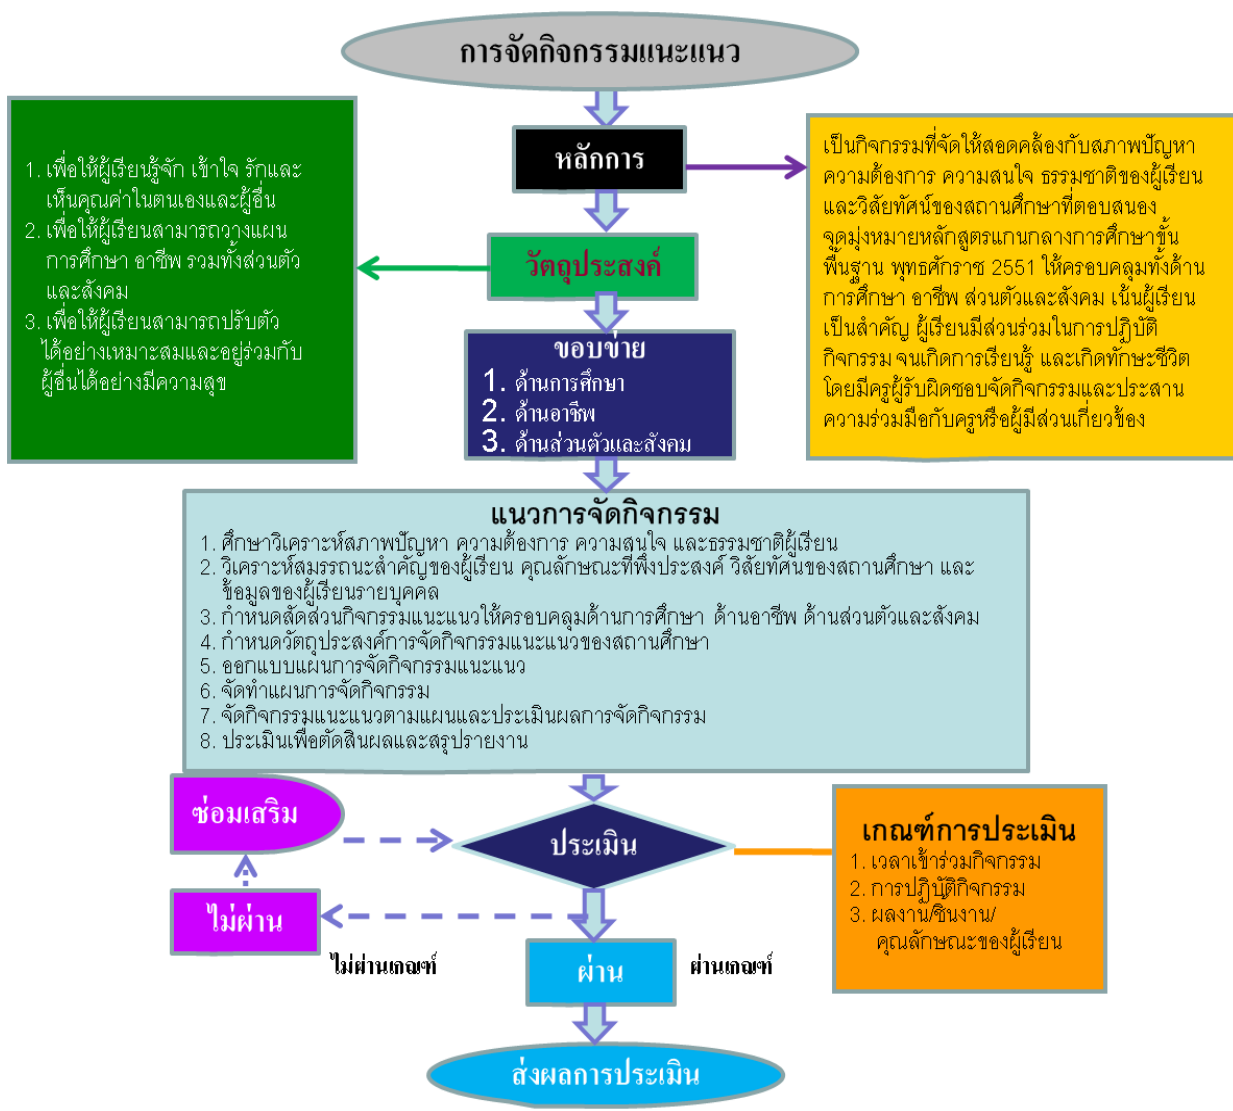 การจัดกิจกรรมแนะแนว
หลักการ
เป็นกิจกรรมที่จัดให้สอดคล้องกับสภาพปัญหา
ความต้องการ ความสนใจ ธรรมชาติของผู้เรียน
และวิสัยทัศน์ของสถานศึกษาที่ตอบสนอง
จุดมุ่งหมายหลักสูตรแกนกลางการศึกษาขั้น
พื้นฐาน พุทธศักราช 2551 ให้ครอบคลุมทั้งด้าน
การศึกษา อาชีพ ส่วนตัวและสังคม เน้นผู้เรียน
เป็นสำคัญ ผู้เรียนมีส่วนร่วมในการปฏิบัติ
กิจกรรม จนเกิดการเรียนรู้ และเกิดทักษะชีวิต
โดยมีครูผู้รับผิดชอบจัดกิจกรรมและประสาน
ความร่วมมือกับครูหรือผู้มีส่วนเกี่ยวข้อง
วัตถุประสงค์
1. เพื่อให้ผู้เรียนรู้จัก เข้าใจ รักและ
เห็นคุณค่าในตนเองและผู้อื่น
2. เพื่อให้ผู้เรียนสามารถวางแผน
การศึกษา อาชีพ รวมทั้งส่วนตัว
และสังคม
3. เพื่อให้ผู้เรียนสามารถปรับตัว
ได้อย่างเหมาะสมและอยู่ร่วมกับ
ผู้อื่นได้อย่างมีความสุข
ขอบข่าย
1. ด้านการศึกษา
2. ด้านอาชีพ
3. ด้านส่วนตัวและสังคม
แนวการจัดกิจกรรม
1. ศึกษาวิเคราะห์สภาพปัญหา ความต้องการ ความสนใจ และธรรมชาติผู้เรียน
2. วิเคราะห์สมรรถนะสำคัญของผู้เรียน คุณลักษณะที่พึงประสงค์ วิสัยทัศน์ของสถานศึกษา และ
ข้อมูลของผู้เรียนรายบุคคล
3. กำหนดสัดส่วนกิจกรรมแนะแนวให้ครอบคลุมด้านการศึกษา ด้านอาชีพ ด้านส่วนตัวและสังคม
4. กำหนดวัตถุประสงค์การจัดกิจกรรมแนะแนวของสถานศึกษา
5. ออกแบบแผนการจัดกิจกรรมแนะแนว
6. จัดทำแผนการจัดกิจกรรม
7. จัดกิจกรรมแนะแนวตามแผนและประเมินผลการจัดกิจกรรม
8. ประเมินเพื่อตัดสินผลและสรุปรายงาน
ซ่อมเสริม
ประเมิน
เกณฑ์การประเมิน
1. เวลาเข้าร่วมกิจกรรม
2. การปฏิบัติกิจกรรม
3. ผลงาน/ชิ้นงาน/
คุณลักษณะของผู้เรียน
ไม่ผ่าน
ไม่ผ่านเกณฑ์
ผ่าน
ผ่านเกณฑ์
ส่งผลการประเมิน